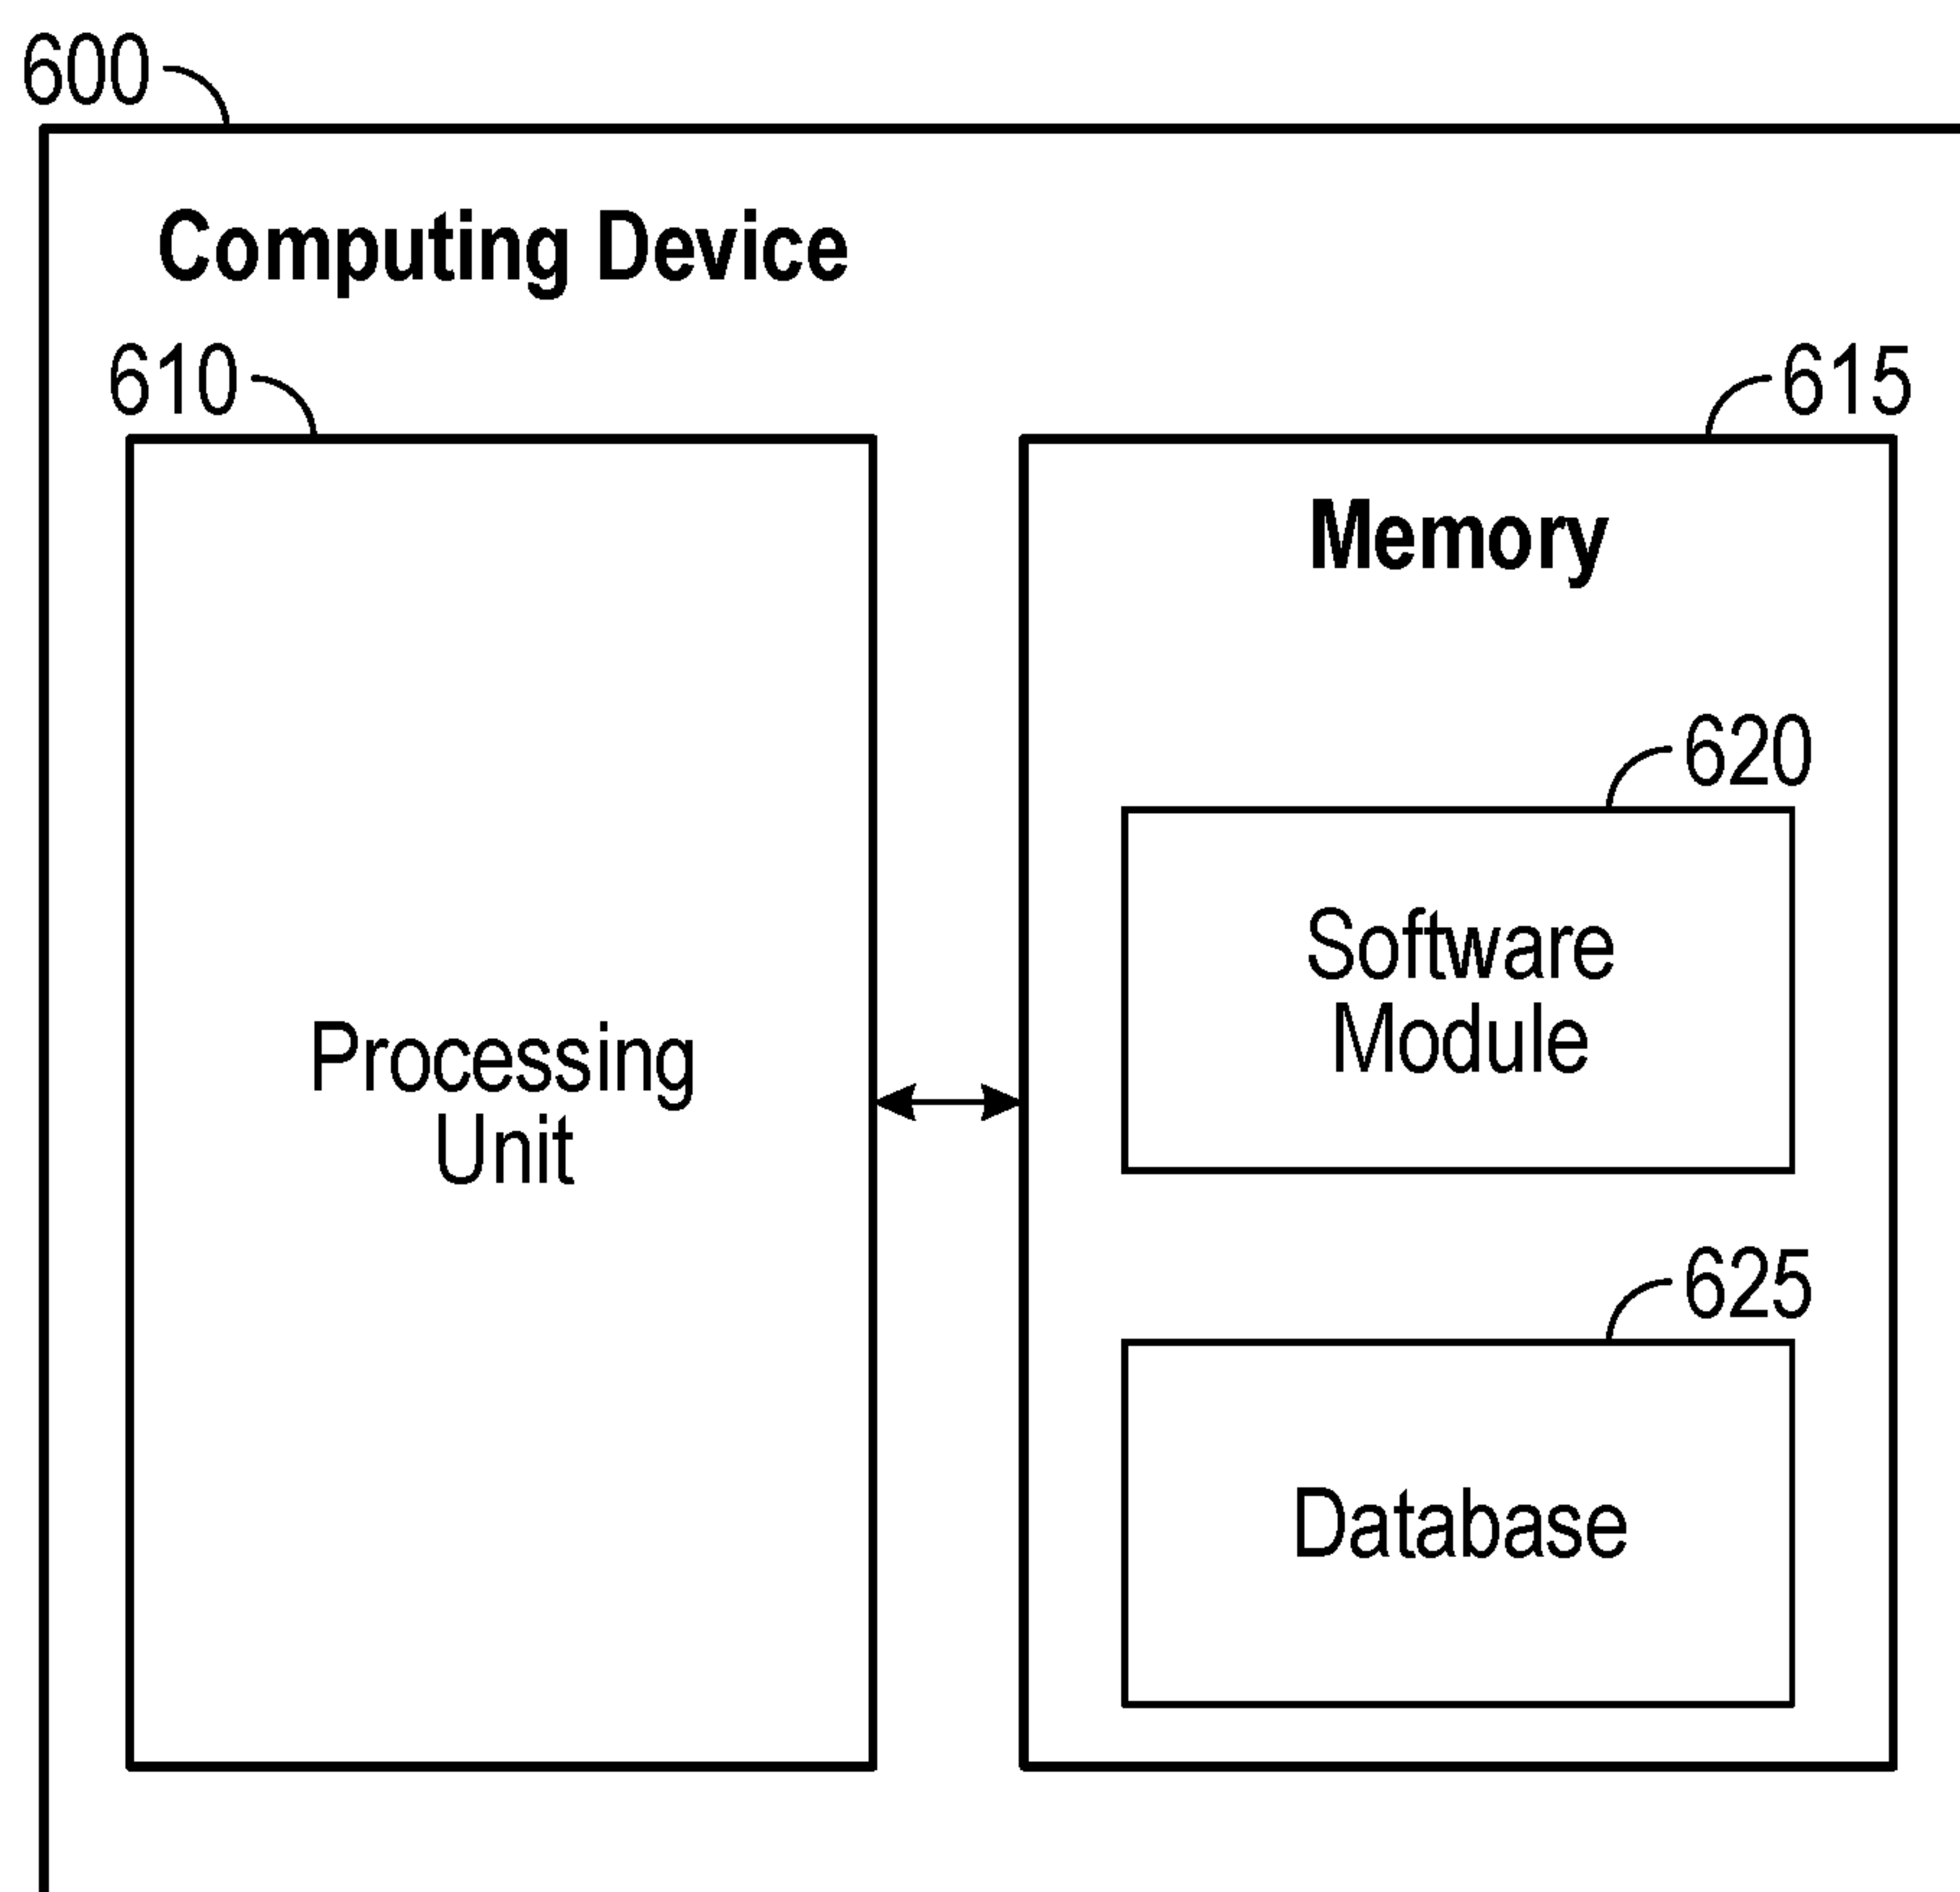 600
Computing Device
610
615
Memory
620
Software
Module
Processing
Unit
625
Database